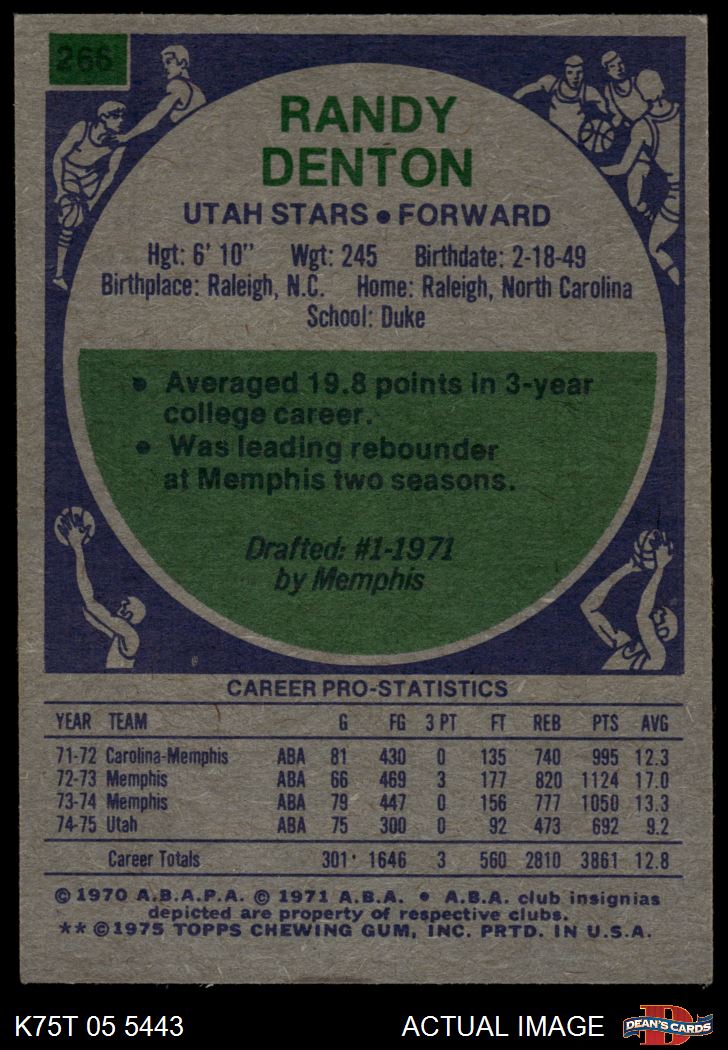 266
RANDY
DENTON
UTAH STARS • FORWARD
Hgt: 6' 10" Wgt: 245 Birthdate: 2-18-49
Birthplace: Raleigh, N.C. Home: Raleigh, North Carolina
School: Duke
• Averaged 19.8 points in 3-year
college career.
• Was leading rebounder
at Memphis two seasons.
Drafted: #1-1971
by Memphis
CAREER PRO-STATISTICS
YEAR TEAM G FG 3 PT FT REB PTS AVG
71-72 Carolina-Memphis ABA 81 430 0 135 740 995 12.3
72-73 Memphis ABA 66 469 3 177 820 1124 17.0
73-74 Memphis ABA 79 447 0 156 777 1050 13.3
74-75 Utah ABA 75 300 0 92 473 692 9.2
Career Totals 301 1646 3 560 2810 3861 12.8
© 1970 A.B.A.P.A. © 1971 A.B.A. • A.B.A. club insignias
depicted are property of respective clubs.
** © 1975 TOPPS CHEWING GUM, INC. PRTD. IN U.S.A.
K75T 05 5443 ACTUAL IMAGE
D
DEAN'S CARDS